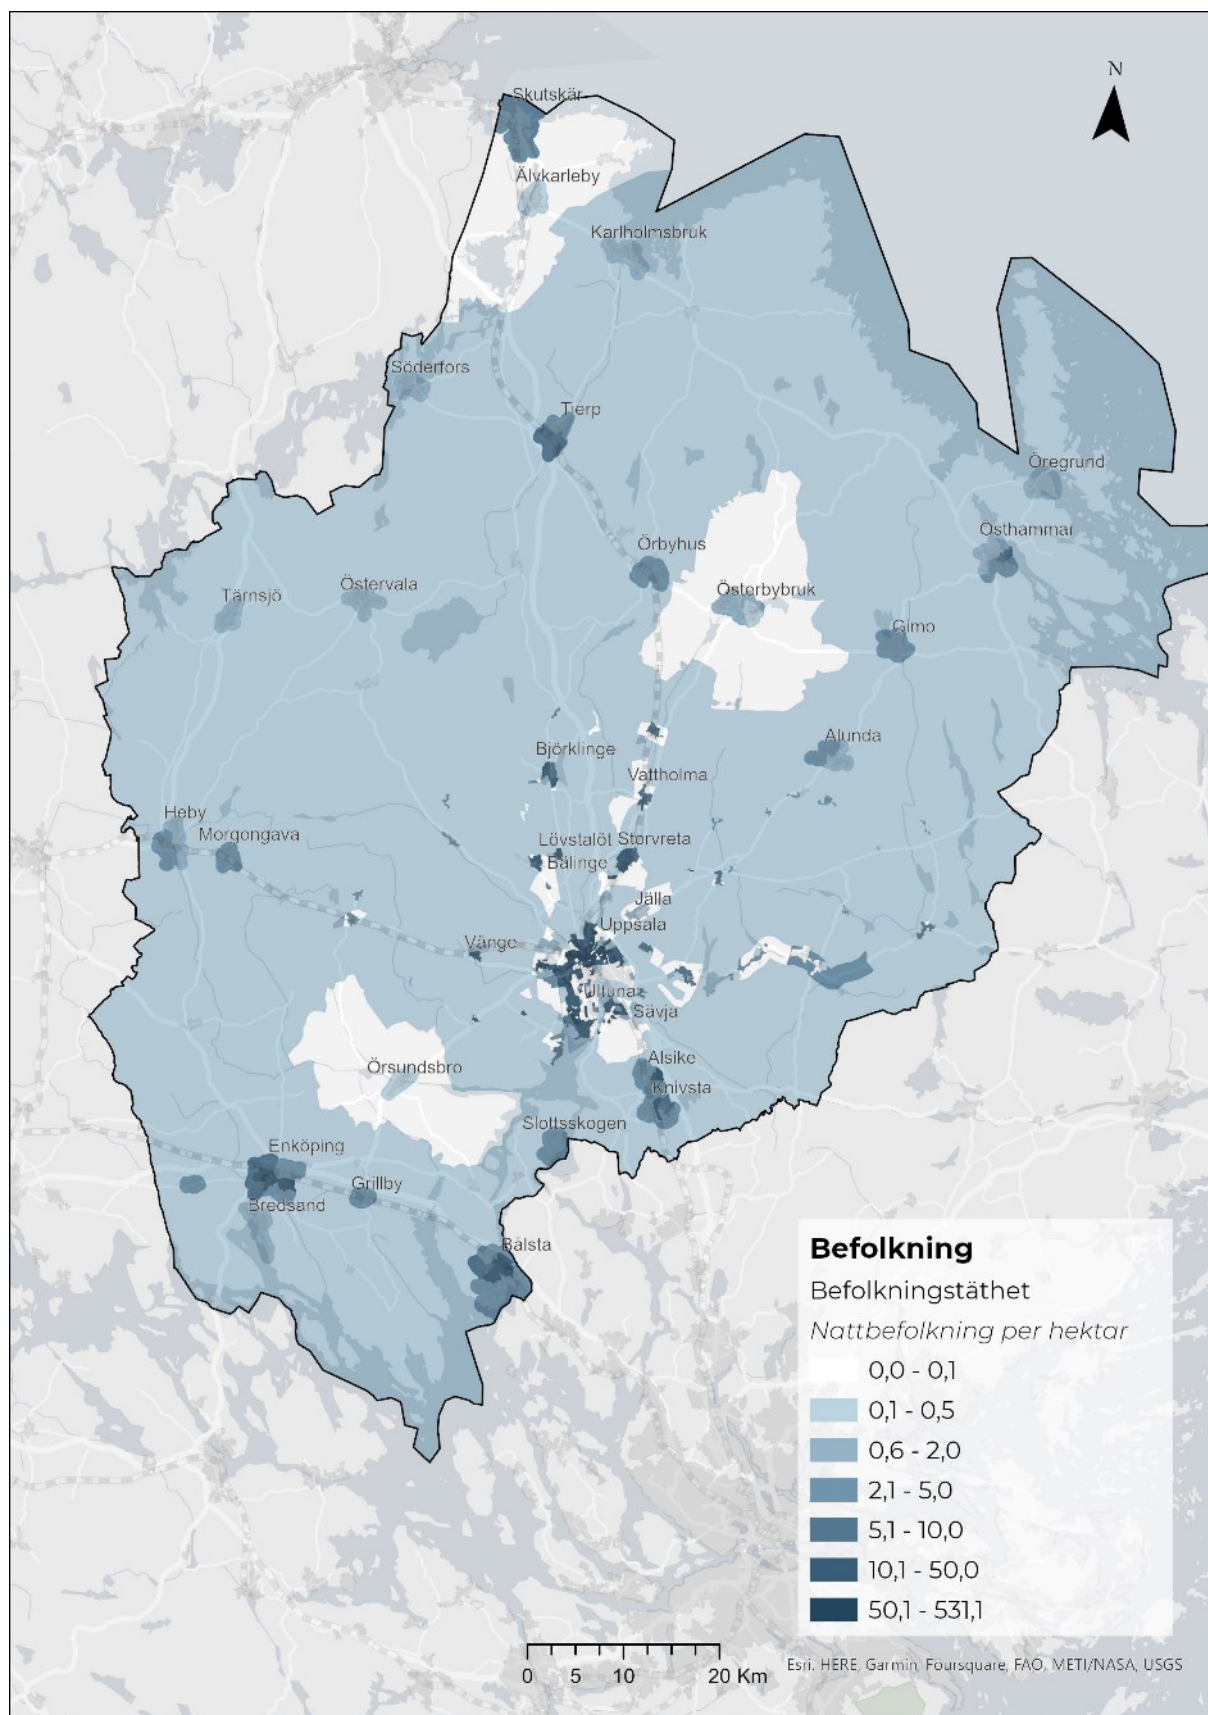 N
Skutskär
Älvkarleby
Karlholmsbruk
Söderfors
Tierp
Öregrund
Östhammar
Örbyhus
Österbybruk
Tärnsjö
Östervala
Gimo
Alunda
Björklinge
Vattholma
Heby
Morgongåva
Lövstalöt
Storvreta
Bälinge
Jälla
Uppsala
Vänge
Ultuna
Sävja
Alsike
Örsundsbro
Knivsta
Slottsskogen
Enköping
Grillby
Bredsand
Bålsta
Befolkning
Befolkningstäthet
Nattbefolkning per hektar
0,0 - 0,1
0,1 - 0,5
0,6 - 2,0
2,1 - 5,0
5,1 - 10,0
10,1 - 50,0
50,1 - 531,1
0 5 10 20 Km
Esri, HERE, Garmin, Foursquare, FAO, METI/NASA, USGS